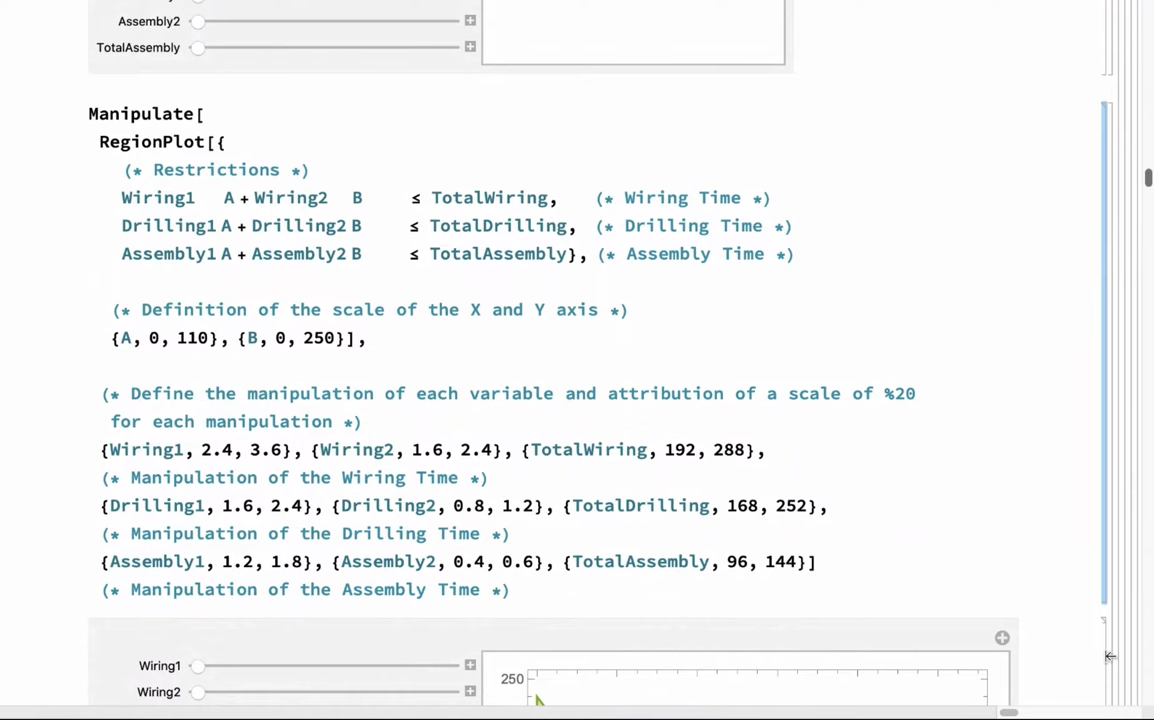 Assembly2
TotalAssembly
Manipulate[
RegionPlot[{
(* Restrictions *)
Wiring1 A + Wiring2 B ≤ TotalWiring, (* Wiring Time *)
Drilling1 A + Drilling2 B ≤ TotalDrilling, (* Drilling Time *)
Assembly1 A + Assembly2 B ≤ TotalAssembly}, (* Assembly Time *)
(* Definition of the scale of the X and Y axis *)
{A, 0, 110}, {B, 0, 250}],
(* Define the manipulation of each variable and attribution of a scale of %20
for each manipulation *)
{Wiring1, 2.4, 3.6}, {Wiring2, 1.6, 2.4}, {TotalWiring, 192, 288},
(* Manipulation of the Wiring Time *)
{Drilling1, 1.6, 2.4}, {Drilling2, 0.8, 1.2}, {TotalDrilling, 168, 252},
(* Manipulation of the Drilling Time *)
{Assembly1, 1.2, 1.8}, {Assembly2, 0.4, 0.6}, {TotalAssembly, 96, 144}]
(* Manipulation of the Assembly Time *)
Wiring1
250
Wiring2